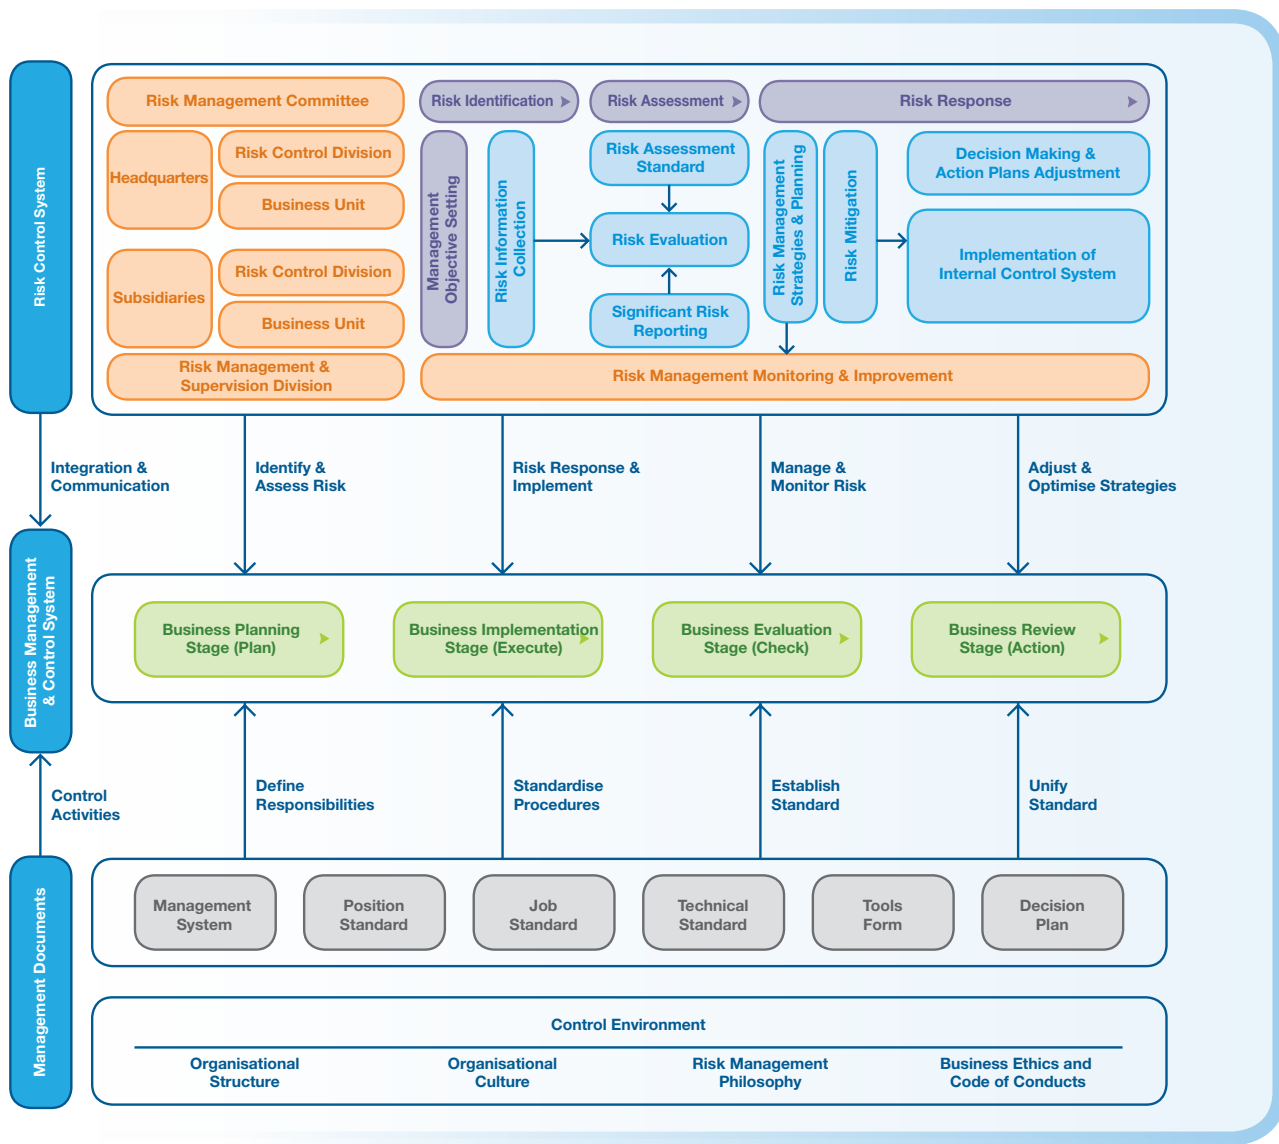 Risk Control System
Risk Management Committee
Headquarters
Risk Control Division
Business Unit
Subsidiaries
Risk Control Division
Business Unit
Risk Management &
Supervision Division
Risk Identification
Risk Assessment
Risk Response
Management
Objective Setting
Risk Information
Collection
Risk Assessment
Standard
Risk Evaluation
Significant Risk
Reporting
Risk Management
Strategies & Planning
Risk Mitigation
Decision Making &
Action Plans Adjustment
Implementation of
Internal Control System
Risk Management Monitoring & Improvement
Integration &
Communication
Identify &
Assess Risk
Risk Response &
Implement
Manage &
Monitor Risk
Adjust &
Optimise Strategies
Business Management
& Control System
Business Planning
Stage (Plan)
Business Implementation
Stage (Execute)
Business Evaluation
Stage (Check)
Business Review
Stage (Action)
Control
Activities
Define
Responsibilities
Standardise
Procedures
Establish
Standard
Unify
Standard
Management Documents
Management
System
Position
Standard
Job
Standard
Technical
Standard
Tools
Form
Decision
Plan
Control Environment
Organisational
Structure
Organisational
Culture
Risk Management
Philosophy
Business Ethics and
Code of Conducts